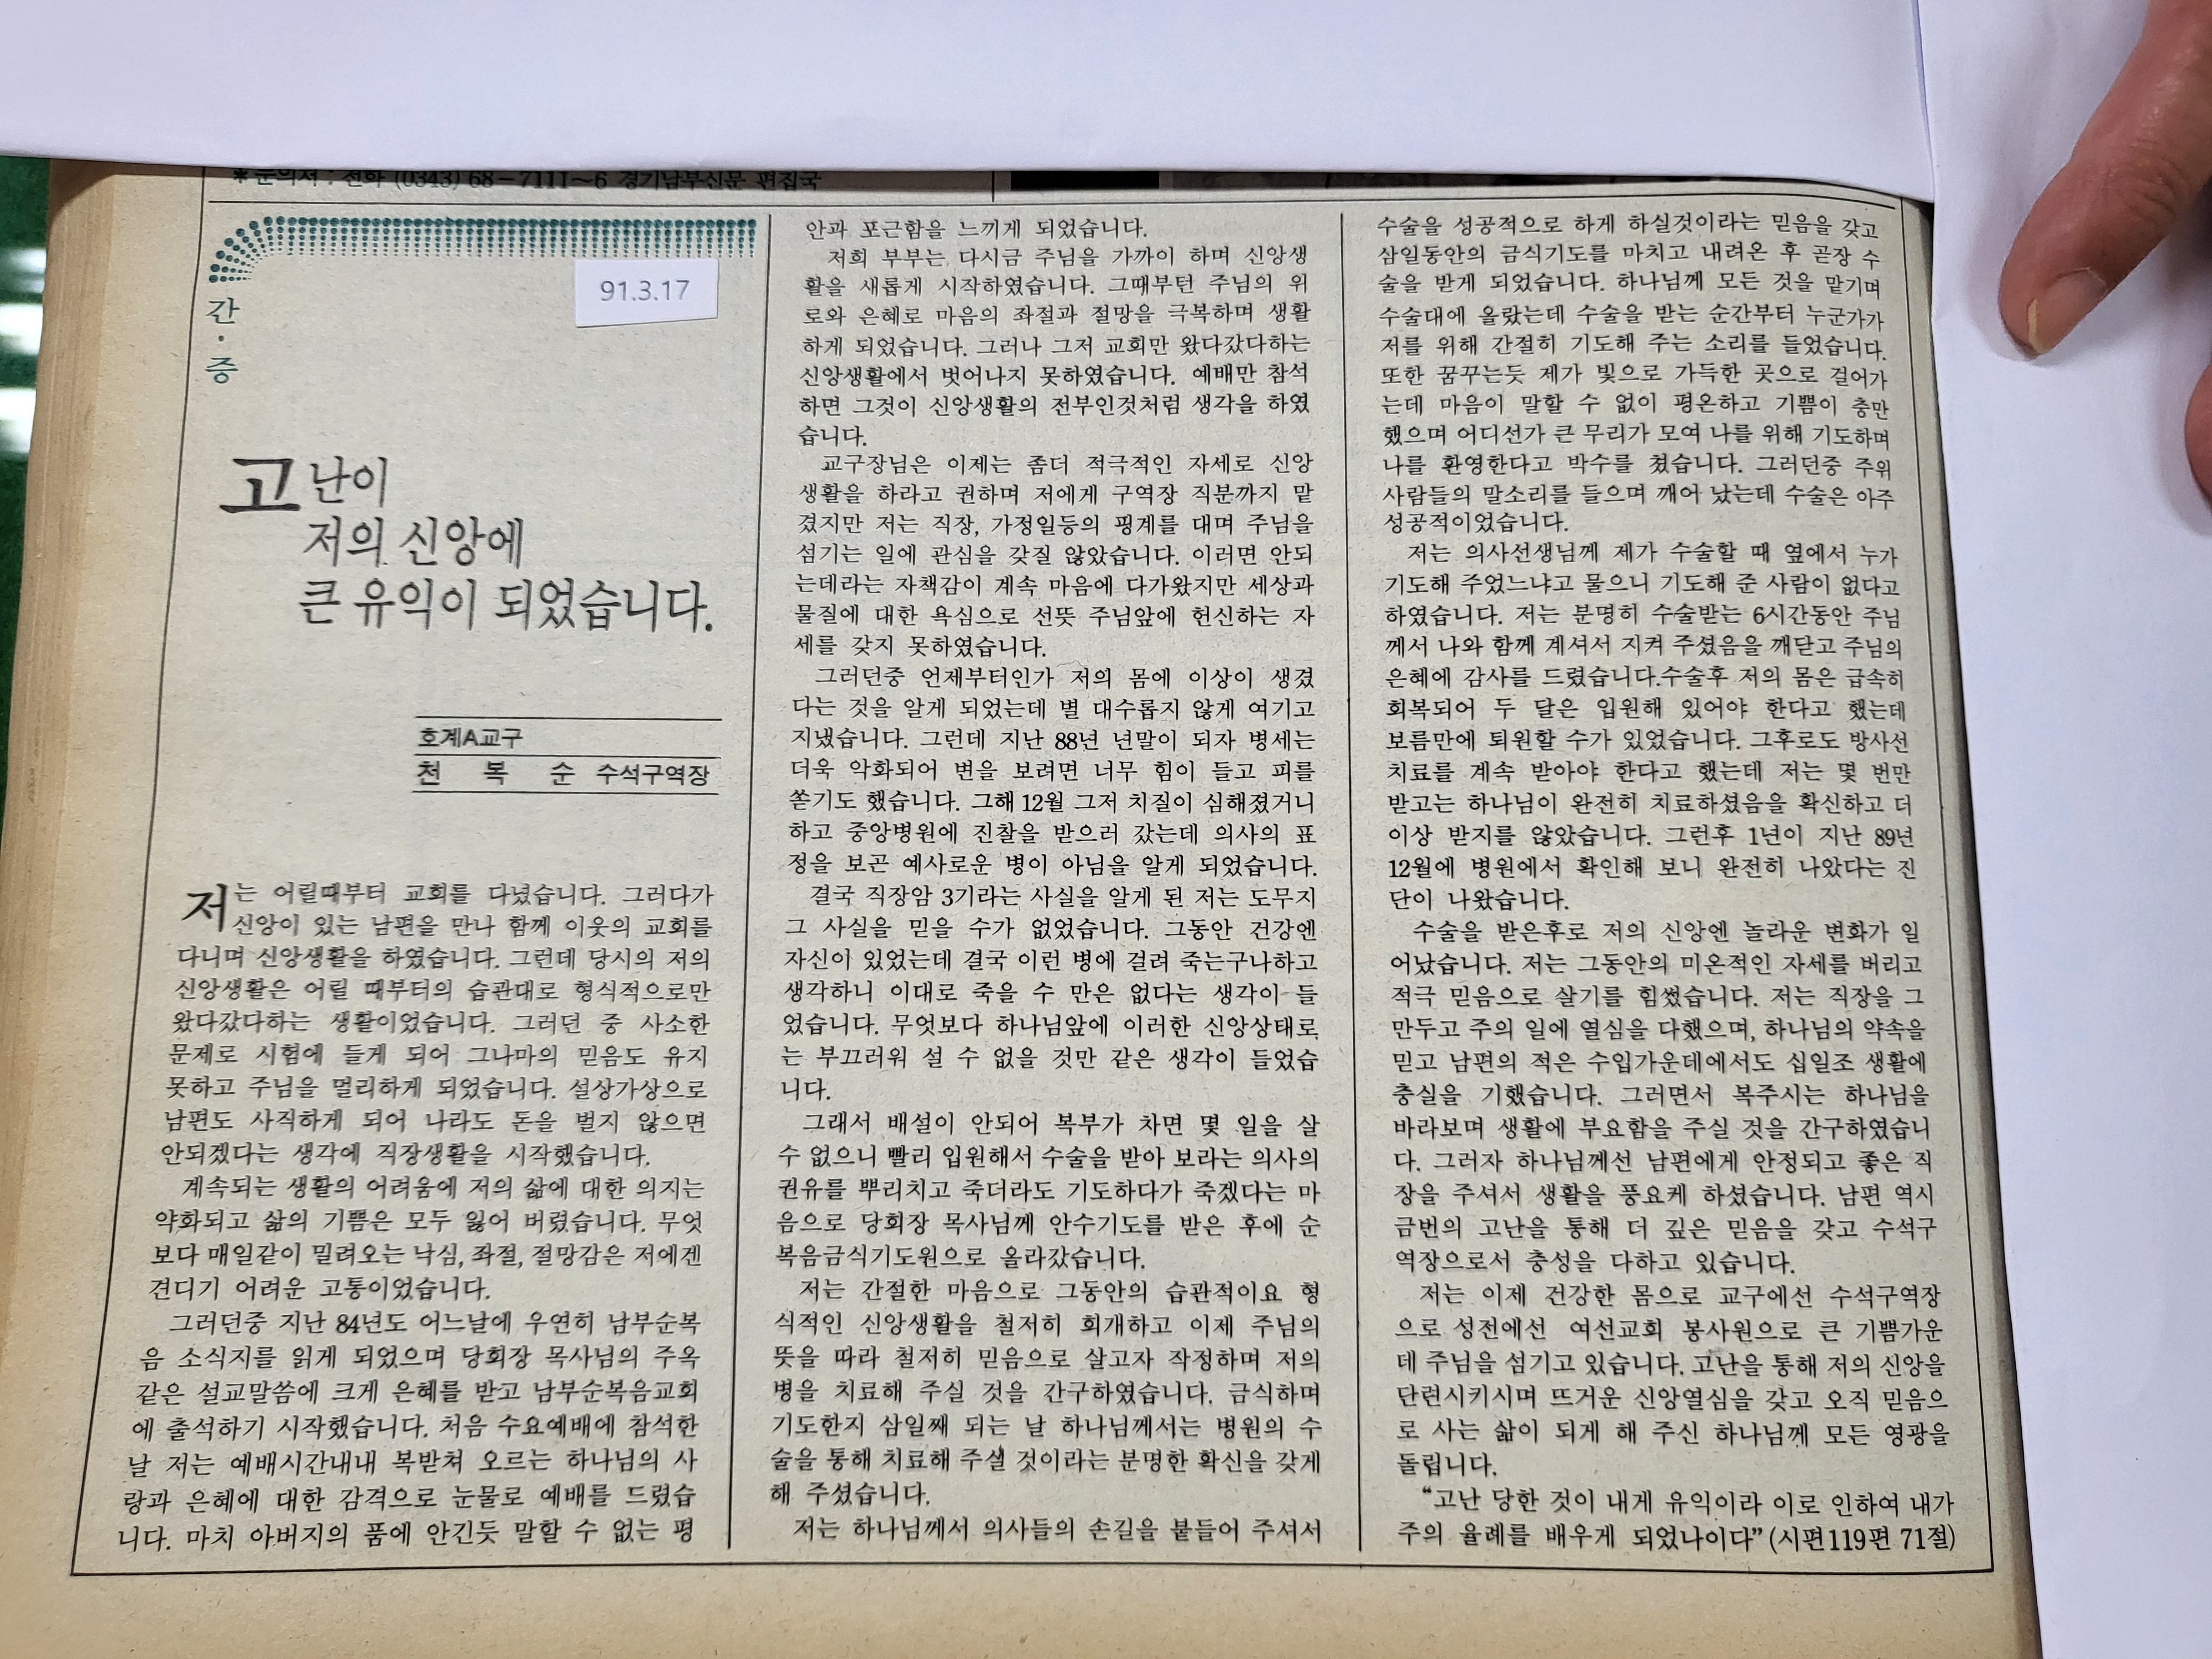 *문의처 : 전화 (0343) 68-7111~6 경기남부신문 편집국
91.3.17
간·증
고난이
저의 신앙에
큰 유익이 되었습니다.
호계A교구
천 복 순 수석구역장
저는 어릴때부터 교회를 다녔습니다. 그러다가
신앙이 있는 남편을 만나 함께 이웃의 교회를
다니며 신앙생활을 하였습니다. 그런데 당시의 저의
신앙생활은 어릴 때부터의 습관대로 형식적으로만
왔다갔다하는 생활이었습니다. 그러던 중 사소한
문제로 시험에 들게 되어 그나마의 믿음도 유지
못하고 주님을 멀리하게 되었습니다. 설상가상으로
남편도 사직하게 되어 나라도 돈을 벌지 않으면
안되겠다는 생각에 직장생활을 시작했습니다.
계속되는 생활의 어려움에 저의 삶에 대한 의지는
약화되고 삶의 기쁨은 모두 잃어 버렸습니다. 무엇
보다 매일같이 밀려오는 낙심, 좌절, 절망감은 저에겐
견디기 어려운 고통이었습니다.
그러던중 지난 84년도 어느날에 우연히 남부순복
음 소식지를 읽게 되었으며 당회장 목사님의 주옥
같은 설교말씀에 크게 은혜를 받고 남부순복음교회
에 출석하기 시작했습니다. 처음 수요예배에 참석한
날 저는 예배시간내내 복받쳐 오르는 하나님의 사
랑과 은혜에 대한 감격으로 눈물로 예배를 드렸습
니다. 마치 아버지의 품에 안긴듯 말할 수 없는 평
안과 포근함을 느끼게 되었습니다.
저희 부부는 다시금 주님을 가까이 하며 신앙생
활을 새롭게 시작하였습니다. 그때부턴 주님의 위
로와 은혜로 마음의 좌절과 절망을 극복하며 생활
하게 되었습니다. 그러나 그저 교회만 왔다갔다하는
신앙생활에서 벗어나지 못하였습니다. 예배만 참석
하면 그것이 신앙생활의 전부인것처럼 생각을 하였
습니다.
교구장님은 이제는 좀더 적극적인 자세로 신앙
생활을 하라고 권하며 저에게 구역장 직분까지 맡
겼지만 저는 직장, 가정일등의 핑계를 대며 주님을
섬기는 일에 관심을 갖질 않았습니다. 이러면 안되
는데라는 자책감이 계속 마음에 다가왔지만 세상과
물질에 대한 욕심으로 선뜻 주님앞에 헌신하는 자
세를 갖지 못하였습니다.
그러던중 언제부터인가 저의 몸에 이상이 생겼
다는 것을 알게 되었는데 별 대수롭지 않게 여기고
지냈습니다. 그런데 지난 88년 년말이 되자 병세는
더욱 악화되어 변을 보려면 너무 힘이 들고 피를
쏟기도 했습니다. 그해 12월 그저 치질이 심해졌거니
하고 중앙병원에 진찰을 받으러 갔는데 의사의 표
정을 보곤 예사로운 병이 아님을 알게 되었습니다.
결국 직장암 3기라는 사실을 알게 된 저는 도무지
그 사실을 믿을 수가 없었습니다. 그동안 건강엔
자신이 있었는데 결국 이런 병에 걸려 죽는구나하고
생각하니 이대로 죽을 수 만은 없다는 생각이 들
었습니다. 무엇보다 하나님앞에 이러한 신앙상태로
는 부끄러워 설 수 없을 것만 같은 생각이 들었습
니다.
그래서 배설이 안되어 복부가 차면 몇 일을 살
수 없으니 빨리 입원해서 수술을 받아 보라는 의사의
권유를 뿌리치고 죽더라도 기도하다가 죽겠다는 마
음으로 당회장 목사님께 안수기도를 받은 후에 순
복음금식기도원으로 올라갔습니다.
저는 간절한 마음으로 그동안의 습관적이요 형
식적인 신앙생활을 철저히 회개하고 이제 주님의
뜻을 따라 철저히 믿음으로 살고자 작정하며 저의
병을 치료해 주실 것을 간구하였습니다. 금식하며
기도한지 삼일째 되는 날 하나님께서는 병원의 수
술을 통해 치료해 주실 것이라는 분명한 확신을 갖게
해 주셨습니다.
저는 하나님께서 의사들의 손길을 붙들어 주셔서
수술을 성공적으로 하게 하실것이라는 믿음을 갖고
삼일동안의 금식기도를 마치고 내려온 후 곧장 수
술을 받게 되었습니다. 하나님께 모든 것을 맡기며
수술대에 올랐는데 수술을 받는 순간부터 누군가가
저를 위해 간절히 기도해 주는 소리를 들었습니다.
또한 꿈꾸는듯 제가 빛으로 가득한 곳으로 걸어가
는데 마음이 말할 수 없이 평온하고 기쁨이 충만
했으며 어디선가 큰 무리가 모여 나를 위해 기도하며
나를 환영한다고 박수를 쳤습니다. 그러던중 주위
사람들의 말소리를 들으며 깨어 났는데 수술은 아주
성공적이었습니다.
저는 의사선생님께 제가 수술할 때 옆에서 누가
기도해 주었느냐고 물으니 기도해 준 사람이 없다고
하였습니다. 저는 분명히 수술받는 6시간동안 주님
께서 나와 함께 계셔서 지켜 주셨음을 깨닫고 주님의
은혜에 감사를 드렸습니다.수술후 저의 몸은 급속히
회복되어 두 달은 입원해 있어야 한다고 했는데
보름만에 퇴원할 수가 있었습니다. 그후로도 방사선
치료를 계속 받아야 한다고 했는데 저는 몇 번만
받고는 하나님이 완전히 치료하셨음을 확신하고 더
이상 받지를 않았습니다. 그런후 1년이 지난 89년
12월에 병원에서 확인해 보니 완전히 나았다는 진
단이 나왔습니다.
수술을 받은후로 저의 신앙엔 놀라운 변화가 일
어났습니다. 저는 그동안의 미온적인 자세를 버리고
적극 믿음으로 살기를 힘썼습니다. 저는 직장을 그
만두고 주의 일에 열심을 다했으며, 하나님의 약속을
믿고 남편의 적은 수입가운데에서도 십일조 생활에
충실을 기했습니다. 그러면서 복주시는 하나님을
바라보며 생활에 부요함을 주실 것을 간구하였습니
다. 그러자 하나님께선 남편에게 안정되고 좋은 직
장을 주셔서 생활을 풍요케 하셨습니다. 남편 역시
금번의 고난을 통해 더 깊은 믿음을 갖고 수석구
역장으로서 충성을 다하고 있습니다.
저는 이제 건강한 몸으로 교구에선 수석구역장
으로 성전에선 여선교회 봉사원으로 큰 기쁨가운
데 주님을 섬기고 있습니다. 고난을 통해 저의 신앙을
단련시키시며 뜨거운 신앙열심을 갖고 오직 믿음으
로 사는 삶이 되게 해 주신 하나님께 모든 영광을
돌립니다.
“고난 당한 것이 내게 유익이라 이로 인하여 내가
주의 율례를 배우게 되었나이다” (시편119편 71절)